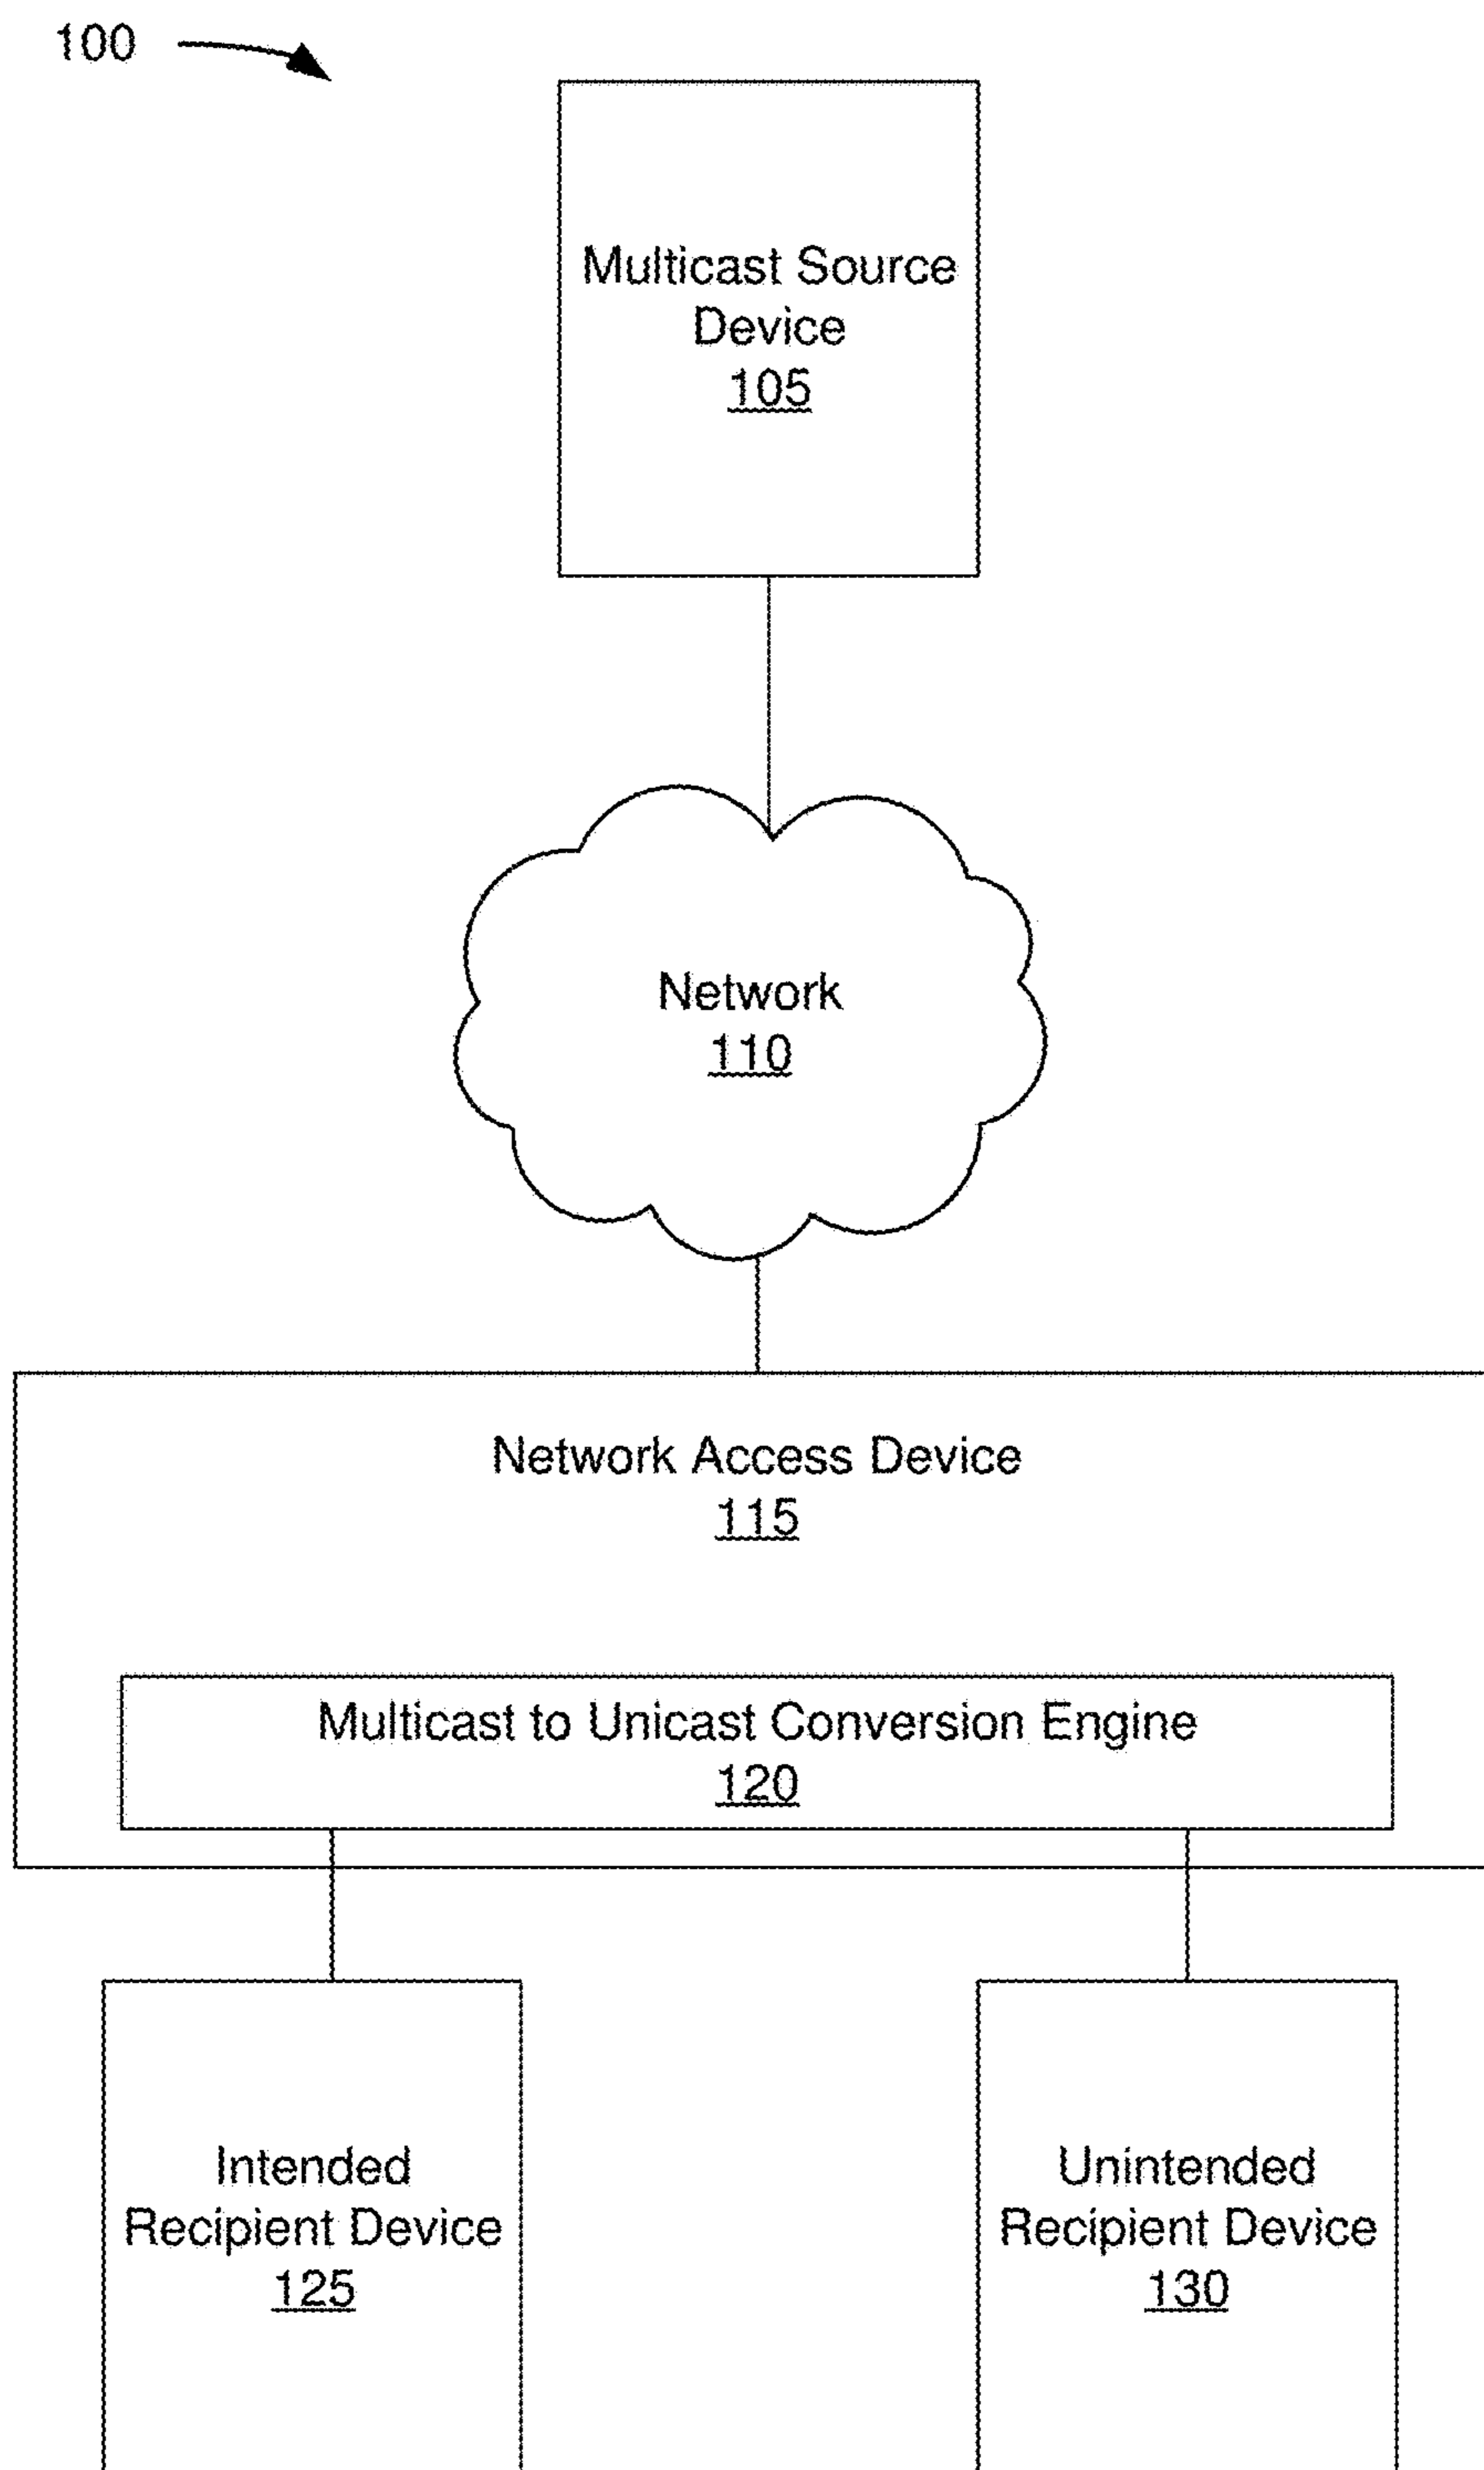 100
Multicast Source
Device
105
Network
110
Network Access Device
115
Multicast to Unicast Conversion Engine
120
Intended
Recipient Device
125
Unintended
Recipient Device
130